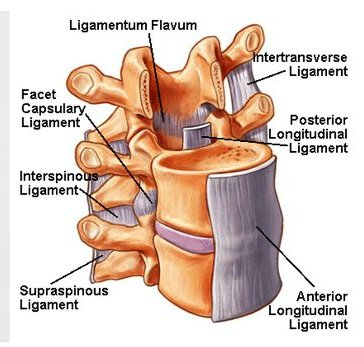 Ligamentum Flavum
Intertransverse
Ligament
Facet
Capsulary
Ligament
Posterior
Longitudinal
Ligament
Interspinous
Ligament
Supraspinous
Ligament
Anterior
Longitudinal
Ligament